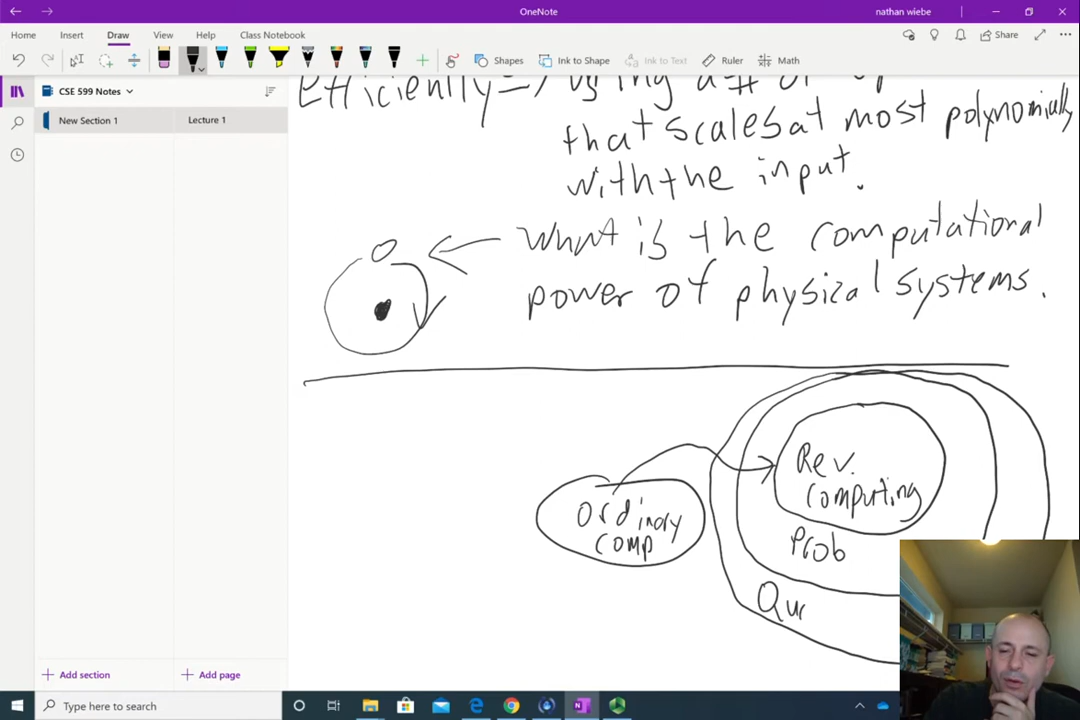 OneNote
nathan wiebe
Home Insert Draw View Help Class Notebook
Share
Shapes Ink to Shape Ink to Text Ruler Math
CSE 599 Notes
New Section 1
Lecture 1
Efficiently => using a # of
that scales at most polynomially
with the input.
What is the computational
power of physical systems.
Rev.
computing
Ordinary
comp
Prob
Qu
Add section
Add page
Type here to search